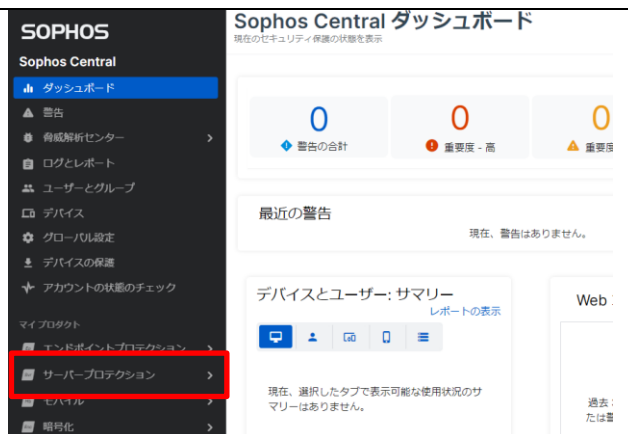 SOPHOS
Sophos Central
ダッシュボード
警告
脅威解析センター
ログとレポート
ユーザーとグループ
デバイス
グローバル設定
デバイスの保護
アカウントの状態のチェック
マイプロダクト
エンドポイントプロテクション
サーバープロテクション
モバイル
暗号化
Sophos Central ダッシュボード
現在のセキュリティ保護の状態を表示
0
警告の合計
0
重要度 - 高
0
重要度
最近の警告
現在、警告はありません。
デバイスとユーザー: サマリー
レポートの表示
現在、選択したタブで表示可能な使用状況のサ
マリーはありません。
Web
過去
たは警